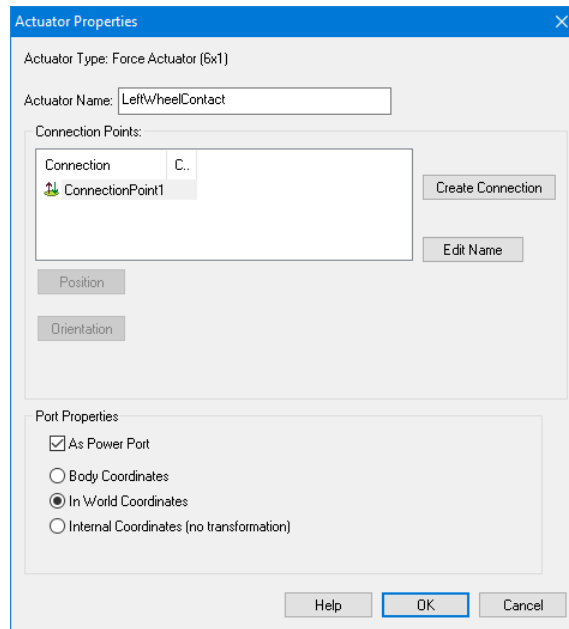 Actuator Properties
Actuator Type: Force Actuator (6x1)
Actuator Name: LeftWheelContact
Connection Points:
Connection C..
ConnectionPoint1
Create Connection
Edit Name
Position
Orientation
Port Properties
As Power Port
Body Coordinates
In World Coordinates
Internal Coordinates (no transformation)
Help OK Cancel